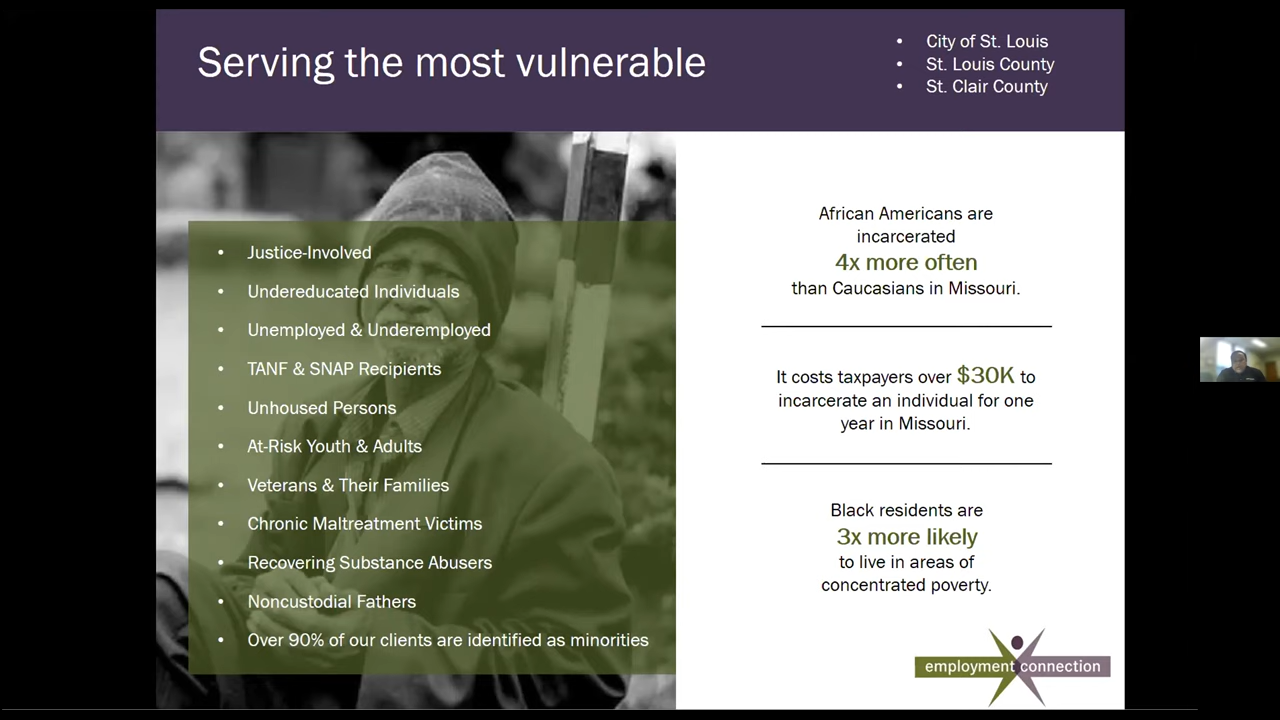 Serving the most vulnerable
• City of St. Louis
• St. Louis County
• St. Clair County
• Justice-Involved
• Undereducated Individuals
• Unemployed & Underemployed
• TANF & SNAP Recipients
• Unhoused Persons
• At-Risk Youth & Adults
• Veterans & Their Families
• Chronic Maltreatment Victims
• Recovering Substance Abusers
• Noncustodial Fathers
• Over 90% of our clients are identified as minorities
African Americans are
incarcerated
4x more often
than Caucasians in Missouri.
It costs taxpayers over $30K to
incarcerate an individual for one
year in Missouri.
Black residents are
3x more likely
to live in areas of
concentrated poverty.
employment connection